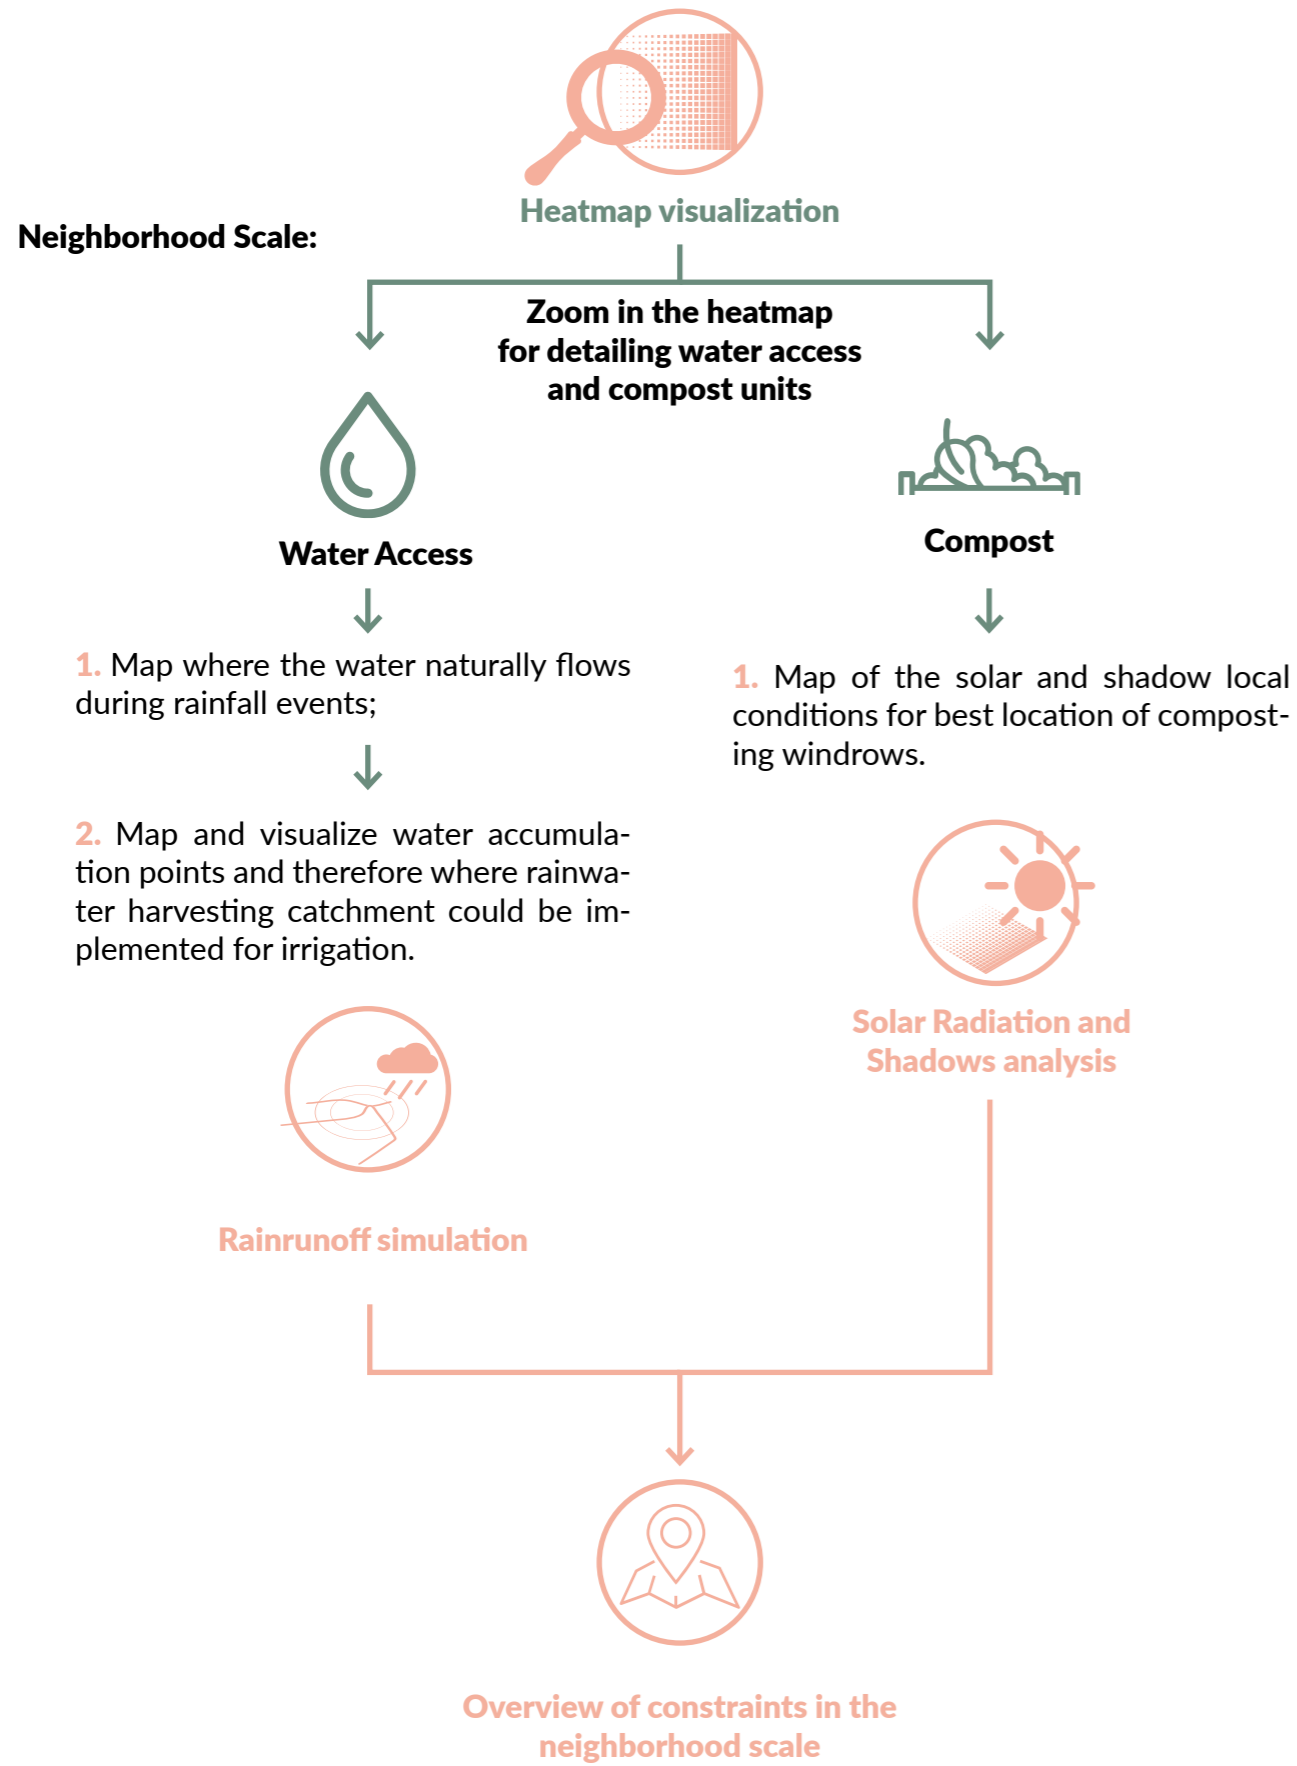 Heatmap visualization
Neighborhood Scale:
Zoom in the heatmap
for detailing water access
and compost units
Water Access
1. Map where the water naturally flows
during rainfall events;
2. Map and visualize water accumula-
tion points and therefore where rainwa-
ter harvesting catchment could be im-
plemented for irrigation.
Rainrunoff simulation
Compost
1. Map of the solar and shadow local
conditions for best location of compost-
ing windrows.
Solar Radiation and
Shadows analysis
Overview of constraints in the
neighborhood scale